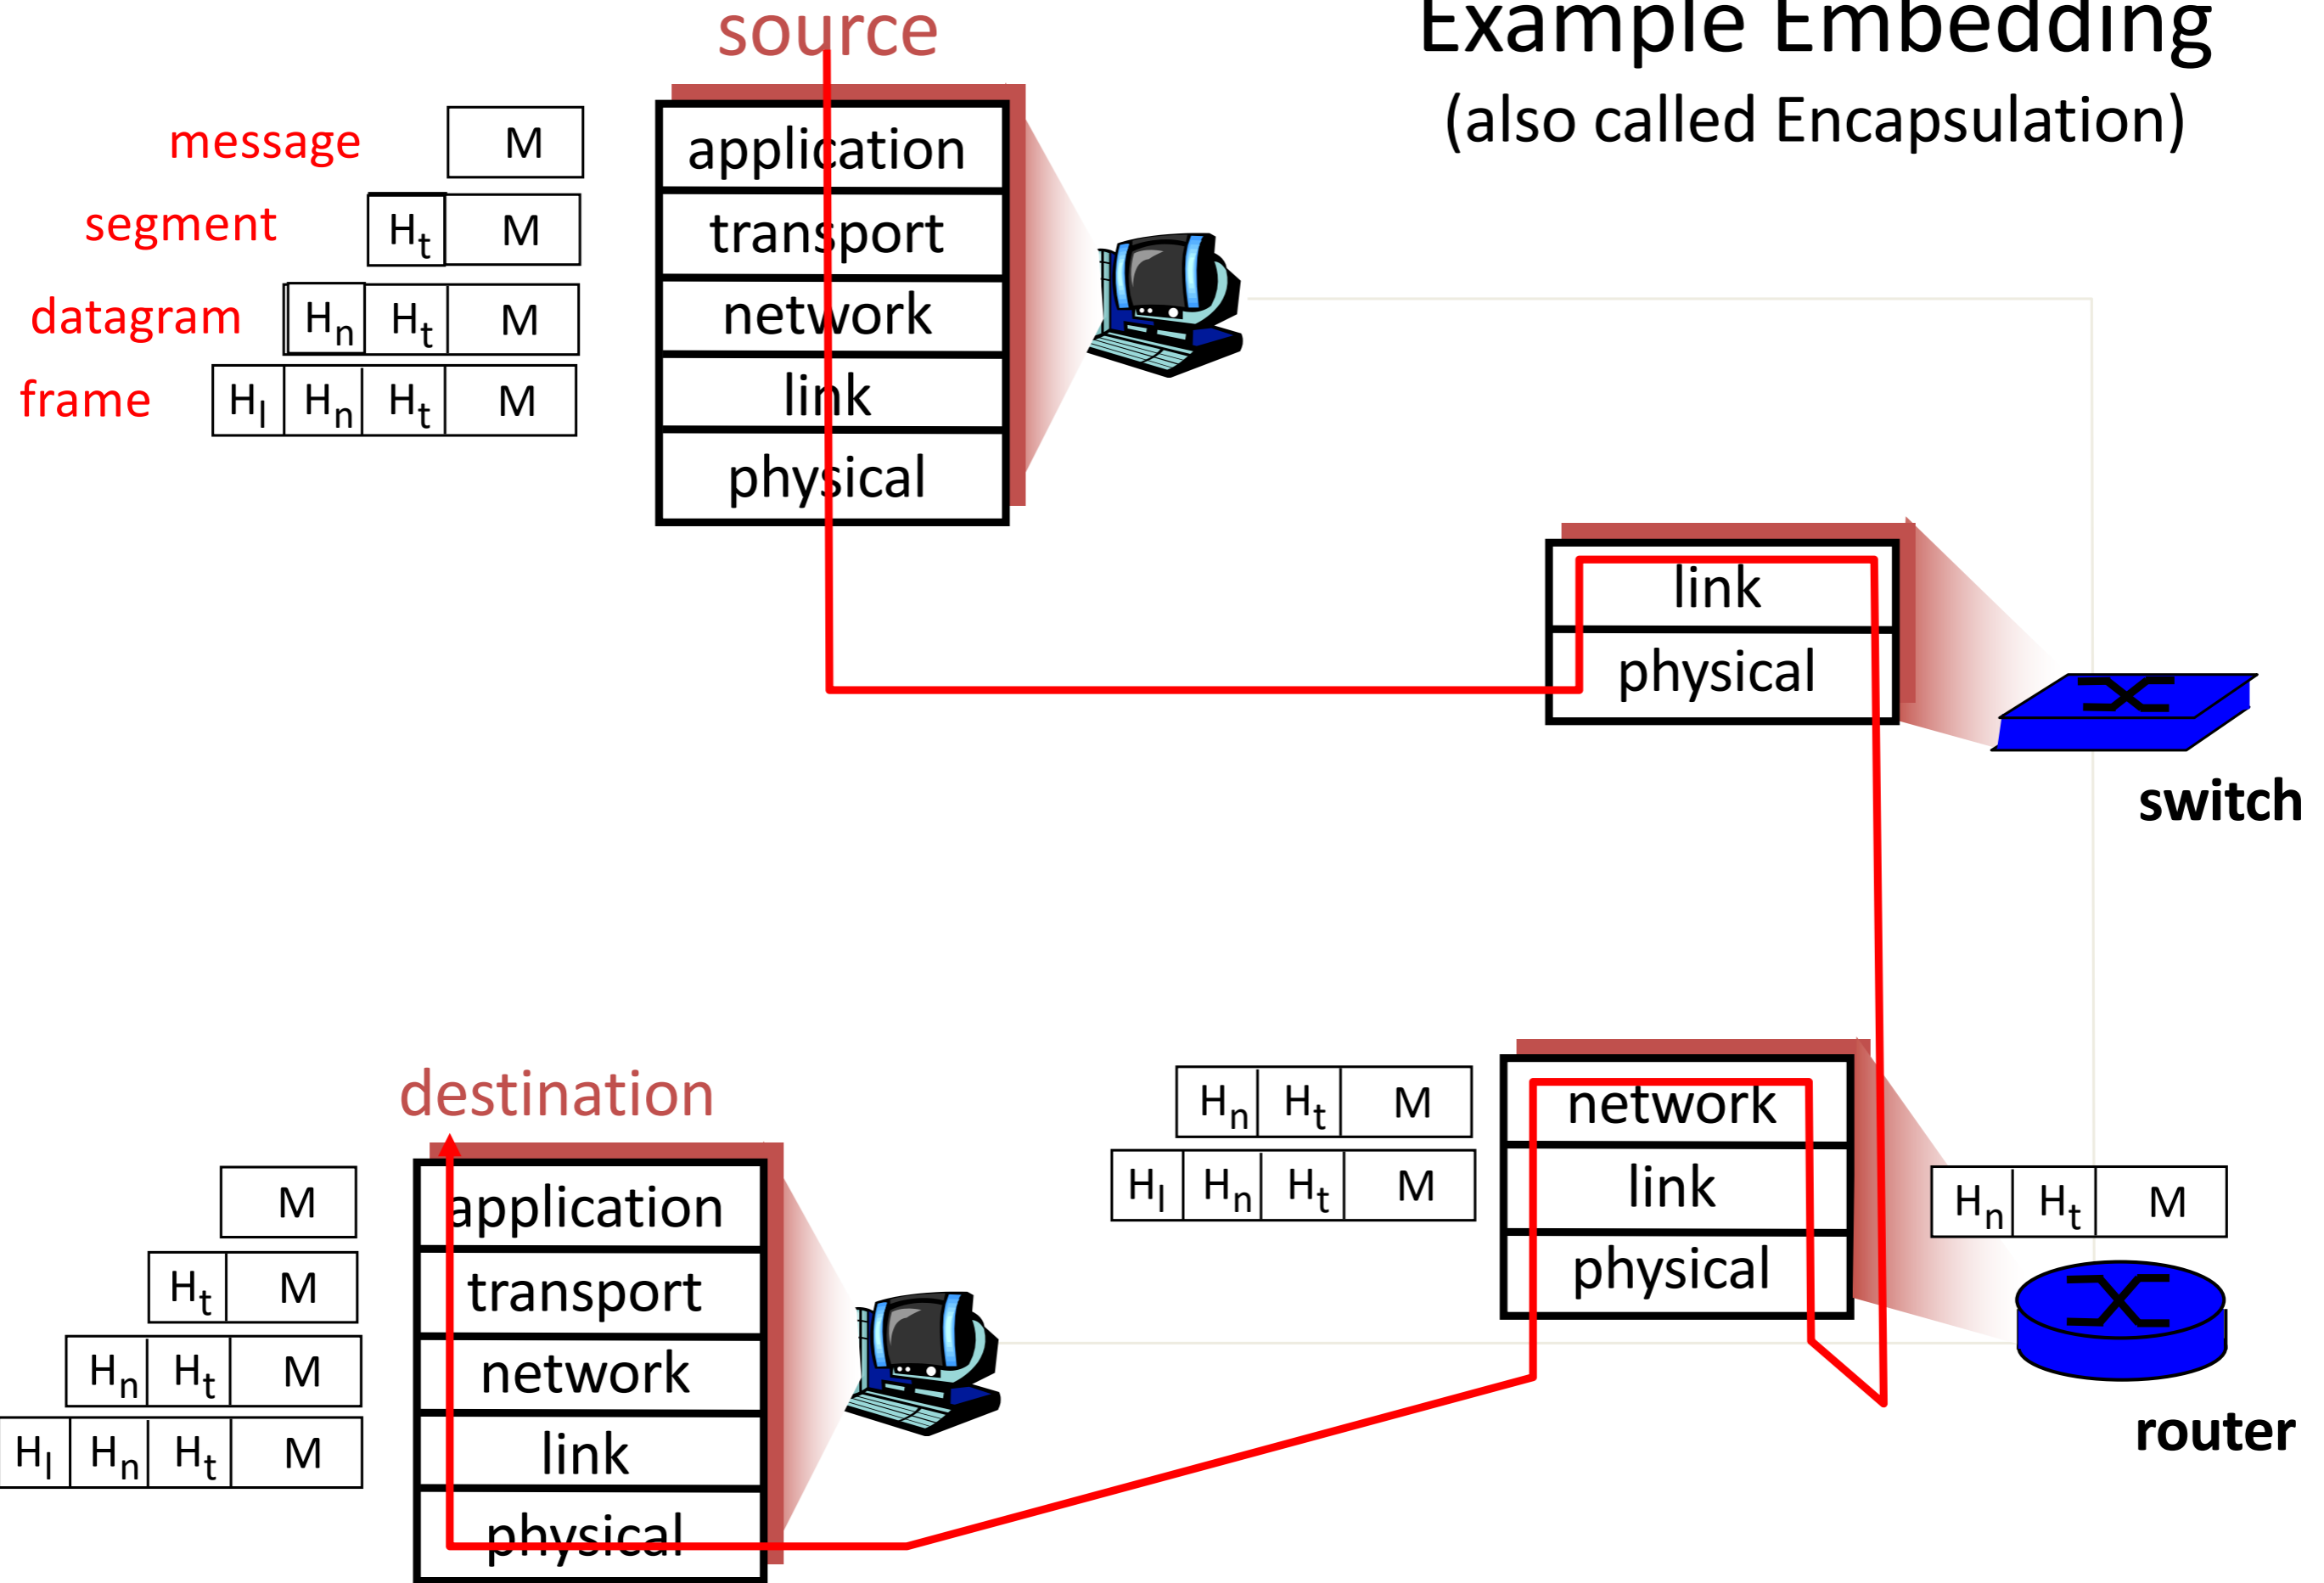 source
Example Embedding
(also called Encapsulation)
message
M
application
segment
Ht
M
transport
datagram
Hn
Ht
M
network
frame
Hl
Hn
Ht
M
link
physical
link
physical
switch
destination
Hn
Ht
M
network
Hl
Hn
Ht
M
link
Hn
Ht
M
physical
router
M
application
Ht
M
transport
Hn
Ht
M
network
Hl
Hn
Ht
M
link
physical